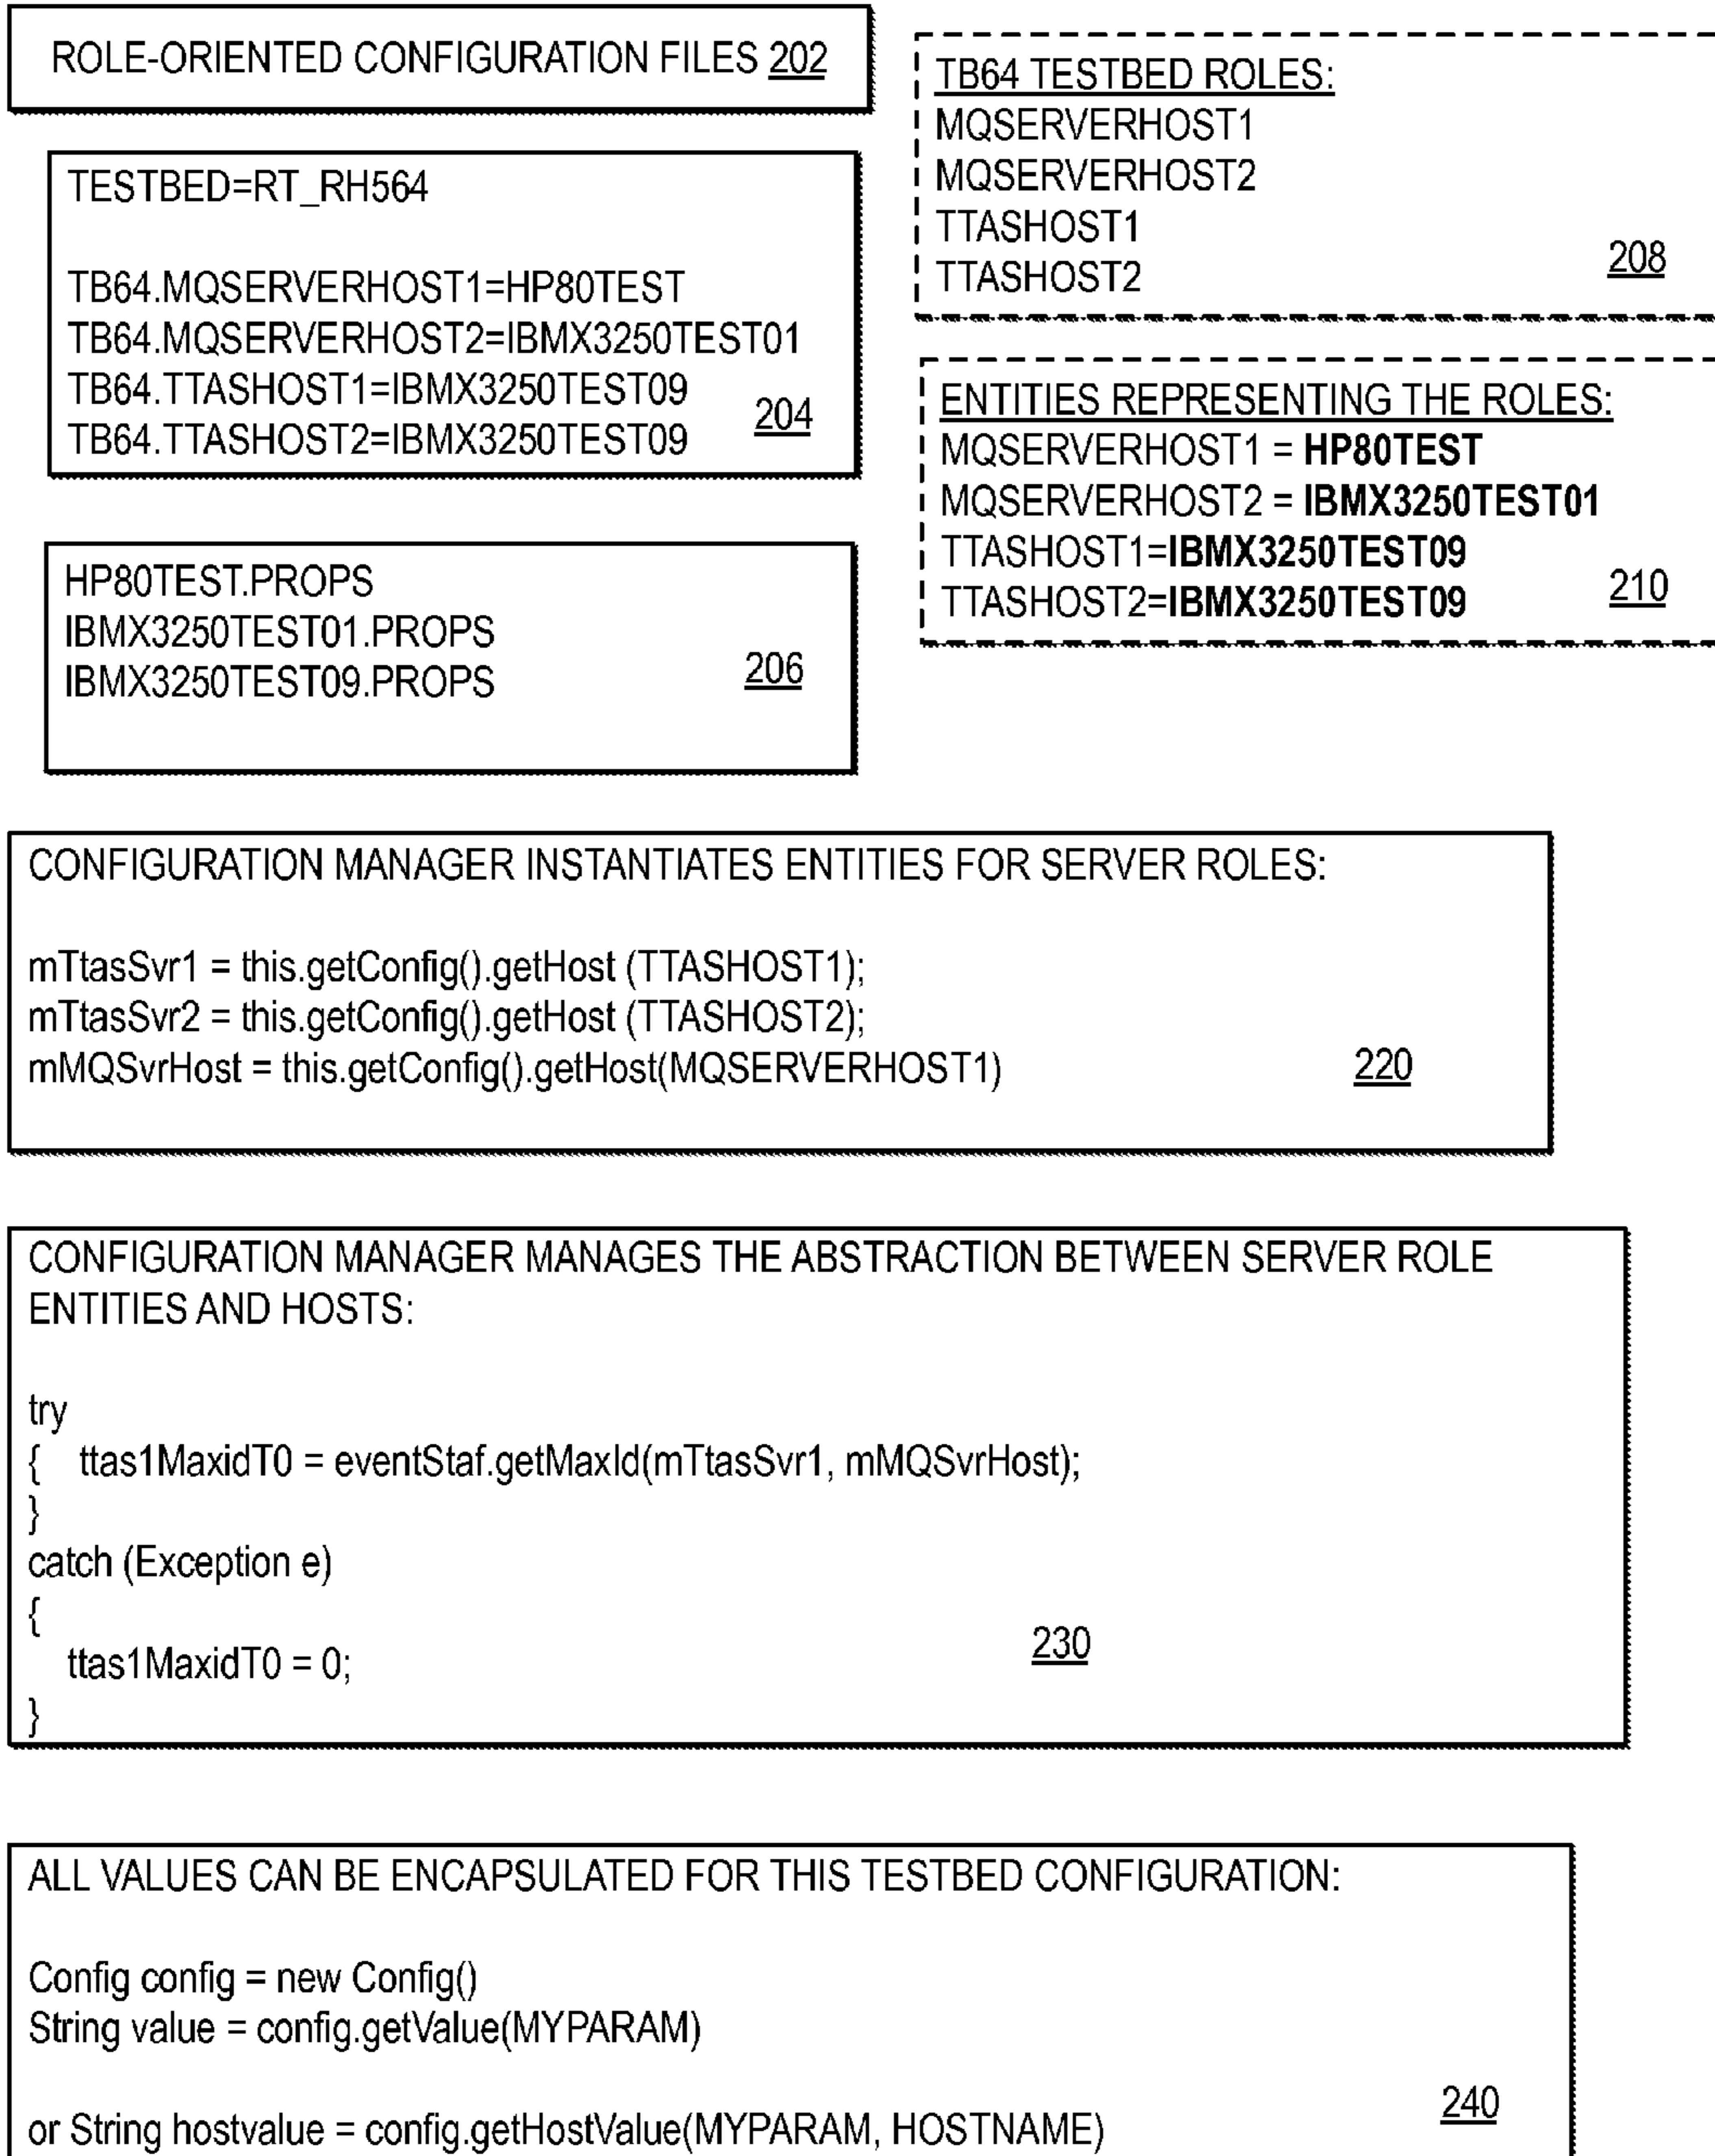 ROLE-ORIENTED CONFIGURATION FILES 202
TESTBED=RT_RH564
TB64.MQSERVERHOST1=HP80TEST
TB64.MQSERVERHOST2=IBMX3250TEST01
TB64.TTASHOST1=IBMX3250TEST09
TB64.TTASHOST2=IBMX3250TEST09
204
HP80TEST.PROPS
IBMX3250TEST01.PROPS
IBMX3250TEST09.PROPS
206
TB64 TESTBED ROLES:
MQSERVERHOST1
MQSERVERHOST2
TTASHOST1
TTASHOST2
208
ENTITIES REPRESENTING THE ROLES:
MQSERVERHOST1 = HP80TEST
MQSERVERHOST2 = IBMX3250TEST01
TTASHOST1=IBMX3250TEST09
TTASHOST2=IBMX3250TEST09
210
CONFIGURATION MANAGER INSTANTIATES ENTITIES FOR SERVER ROLES:
mTtasSvr1 = this.getConfig().getHost (TTASHOST1);
mTtasSvr2 = this.getConfig().getHost (TTASHOST2);
mMQSvrHost = this.getConfig().getHost(MQSERVERHOST1)
220
CONFIGURATION MANAGER MANAGES THE ABSTRACTION BETWEEN SERVER ROLE
ENTITIES AND HOSTS:
try
{ ttas1MaxidT0 = eventStaf.getMaxId(mTtasSvr1, mMQSvrHost);
}
catch (Exception e)
{
ttas1MaxidT0 = 0;
}
230
ALL VALUES CAN BE ENCAPSULATED FOR THIS TESTBED CONFIGURATION:
Config config = new Config()
String value = config.getValue(MYPARAM)
or String hostvalue = config.getHostValue(MYPARAM, HOSTNAME)
240